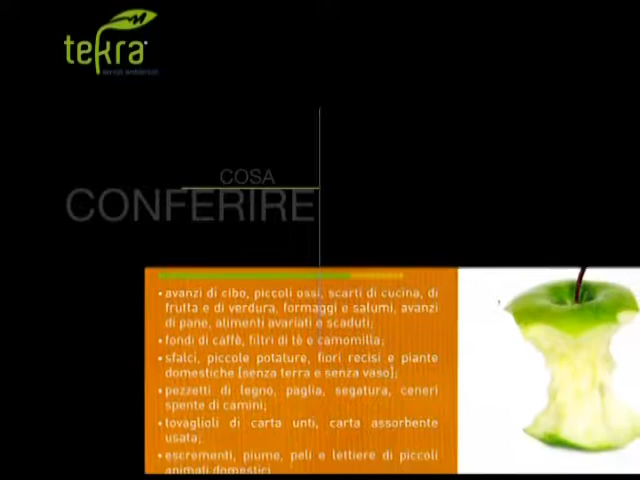 tekra
servizi ambientali
COSA
CONFERIRE
• avanzi di cibo, piccoli ossi, scarti di cucina, di
frutta e di verdura, formaggi e salumi, avanzi
di pane, alimenti avariati e scaduti;
• fondi di caffè, filtri di tè e camomilla;
• sfalci, piccole potature, fiori recisi e piante
domestiche [senza terra e senza vaso];
• pezzetti di legno, paglia, segatura, ceneri
spente di camini;
• tovaglioli di carta unti, carta assorbente
usata;
• escrementi, piume, peli e lettiere di piccoli
animali domestici.